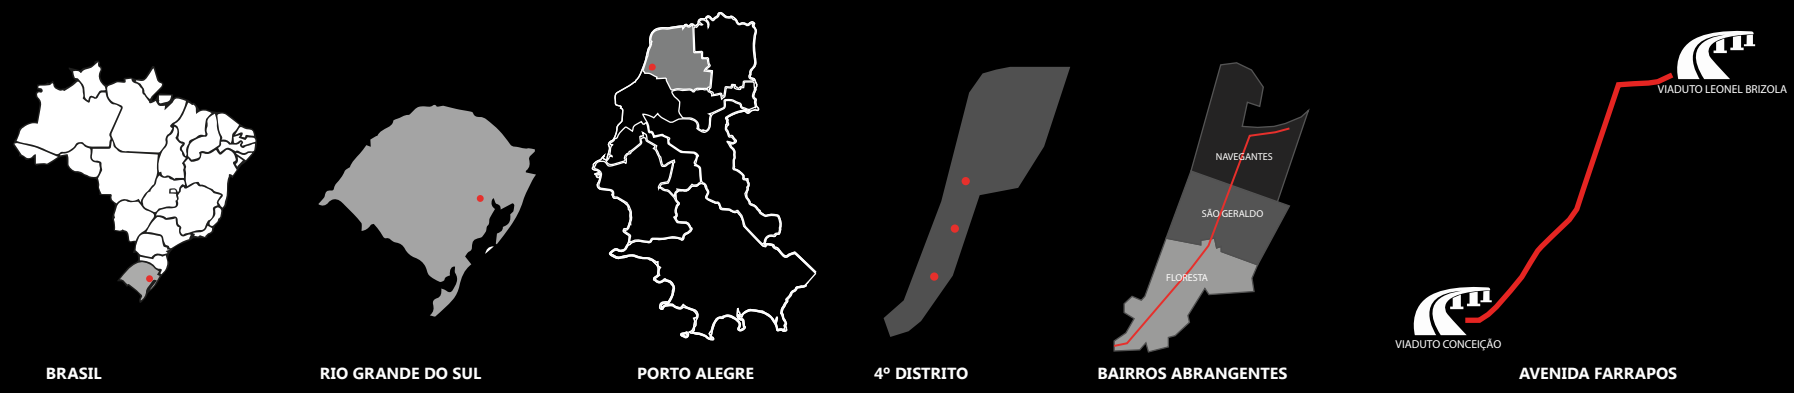 VIADUTO LEONEL BRIZOLA
NAVEGANTES
SÃO GERALDO
FLORESTA
VIADUTO CONCEIÇÃO
BRASIL
RIO GRANDE DO SUL
PORTO ALEGRE
4º DISTRITO
BAIRROS ABRANGENTES
AVENIDA FARRAPOS